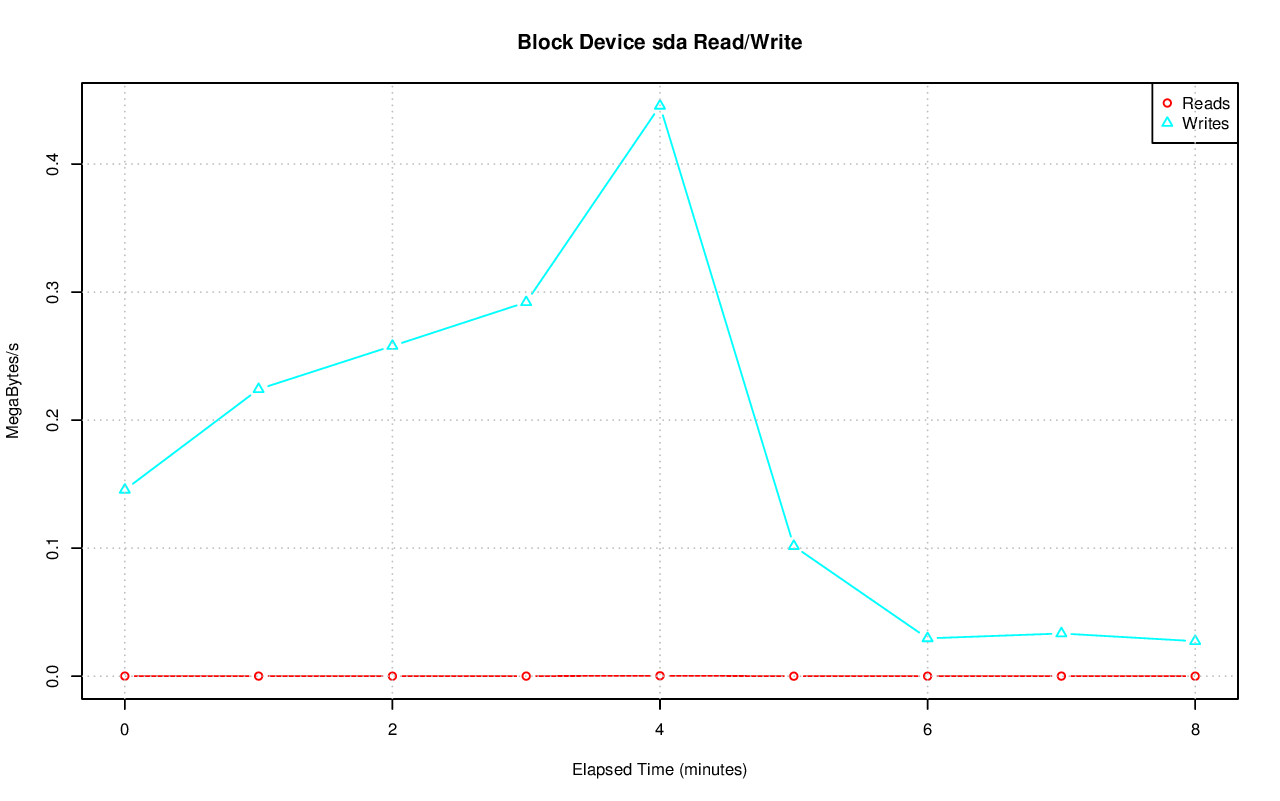 Block Device sda Read/Write
Reads
Writes
MegaBytes/s
0.4
0.3
0.2
0.1
0.0
0 2 4 6 8
Elapsed Time (minutes)